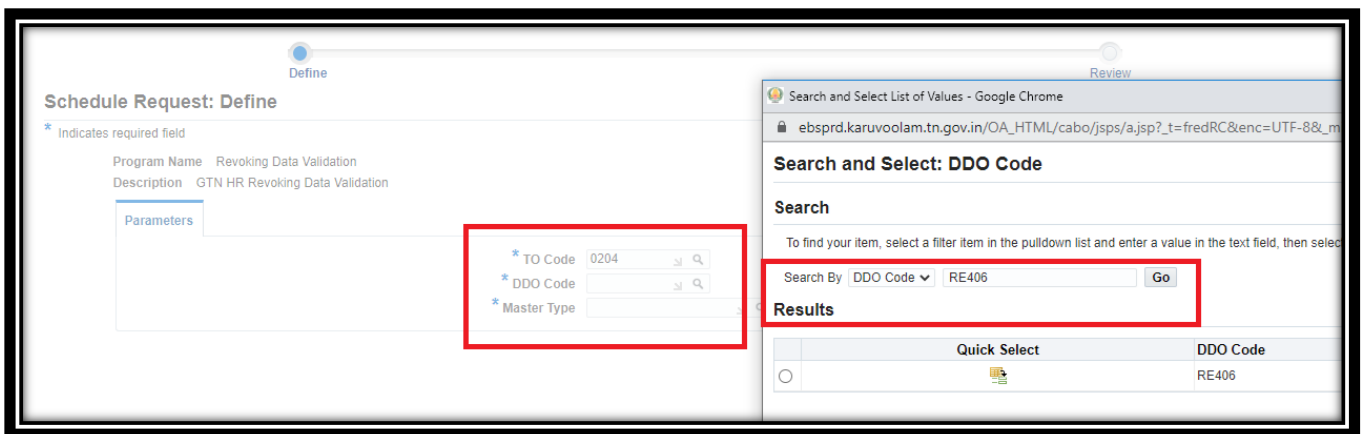 Define
Review
Schedule Request: Define
* Indicates required field
Program Name Revoking Data Validation
Description GTN HR Revoking Data Validation
Parameters
* TO Code 0204
* DDO Code
* Master Type
Search and Select List of Values - Google Chrome
ebsprd.karuvoolam.tn.gov.in/OA_HTML/cabo/jsps/a.jsp?_t=fredRC&enc=UTF-8&_m
Search and Select: DDO Code
Search
To find your item, select a filter item in the pulldown list and enter a value in the text field, then selec
Search By DDO Code RE406 Go
Results
Quick Select DDO Code
RE406